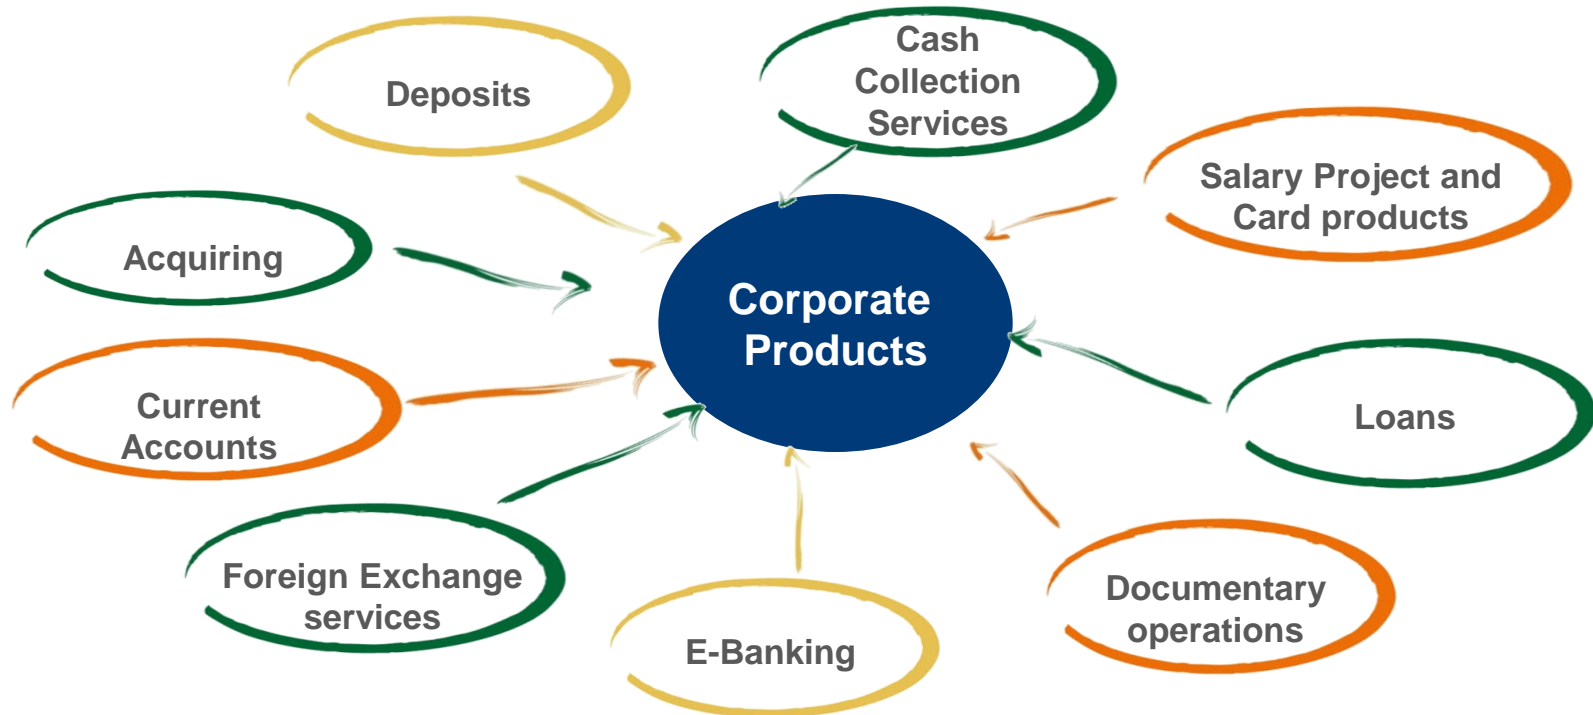 Cash
Collection
Services
Deposits
Salary Project and
Card products
Acquiring
Corporate
Products
Current
Accounts
Loans
Foreign Exchange
services
Documentary
operations
E-Banking